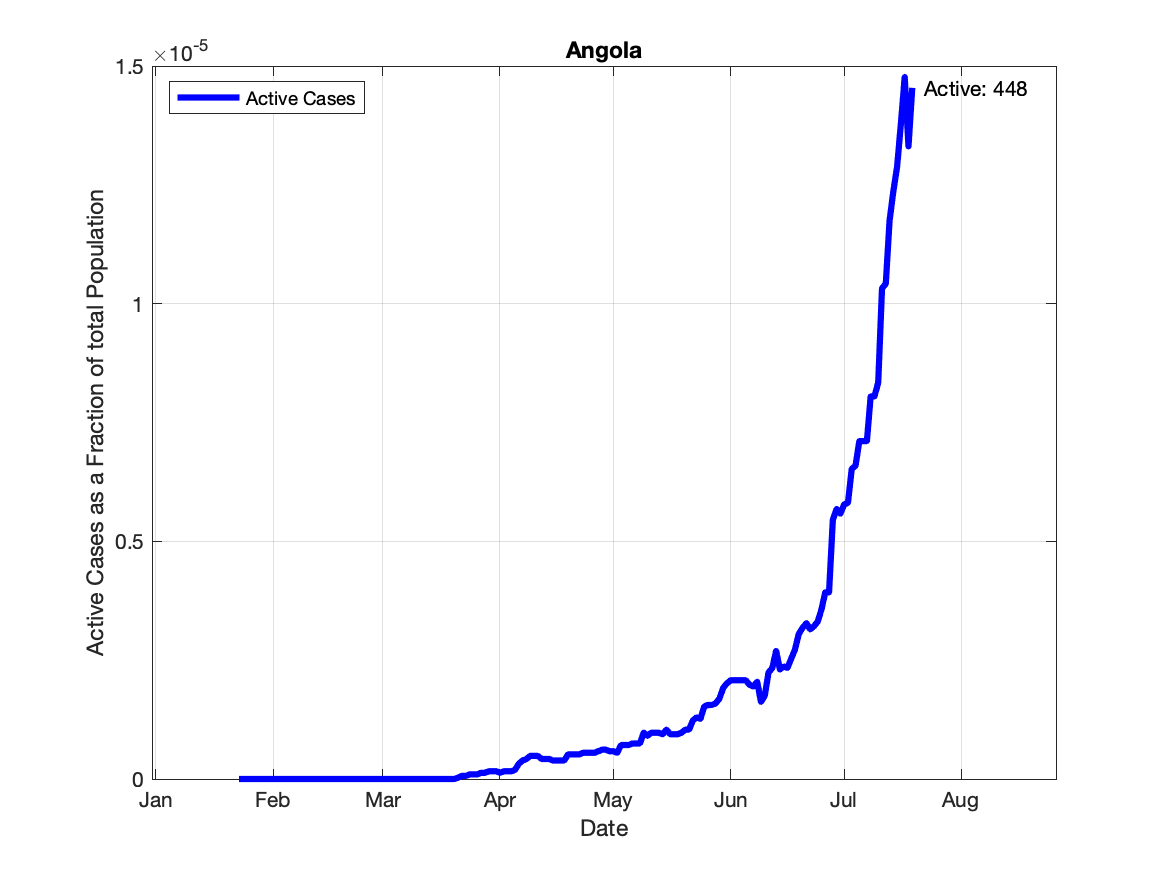 Angola
×10-5
1.5
1
0.5
0
Active Cases
Active: 448
Active Cases as a Fraction of total Population
Jan Feb Mar Apr May Jun Jul Aug
Date